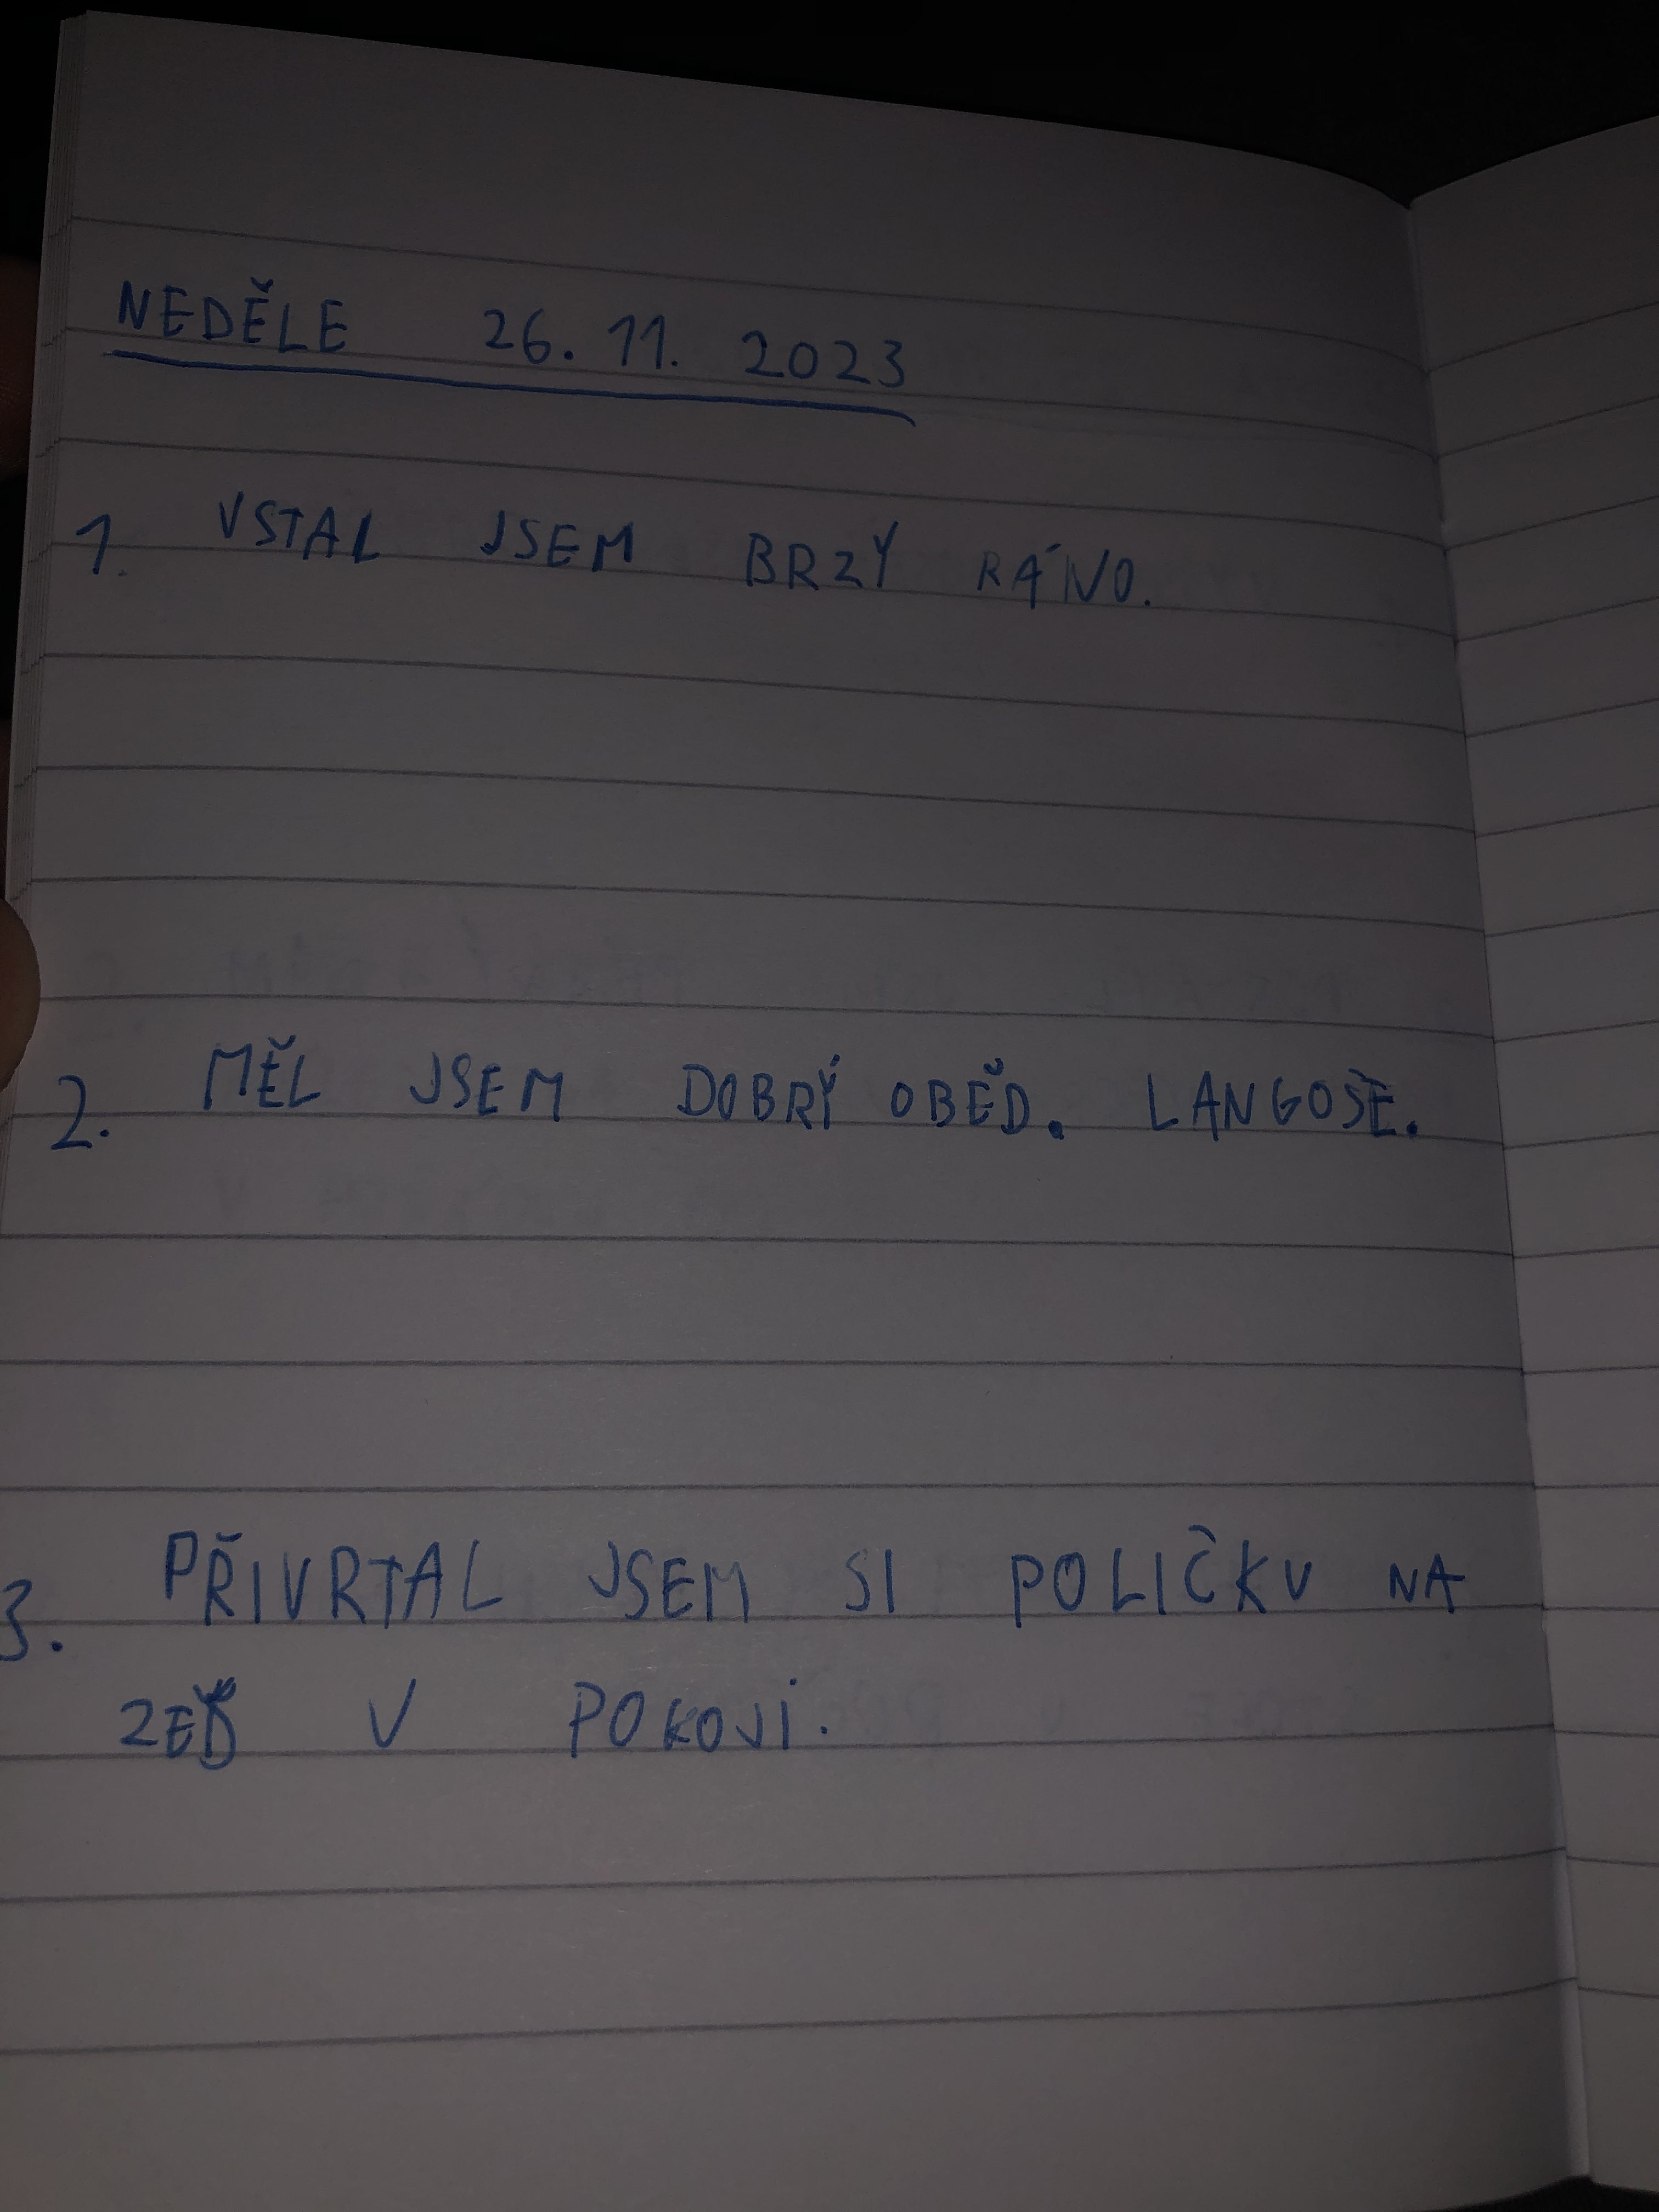 NEDĚLE 26. 11. 2023
1. VSTAL JSEM BRZY RÁNO.
2. MĚL JSEM DOBRÝ OBĚD. LANGOŠE.
3. PŘIVRTAL JSEM SI POLIČKU NA
ZEĎ V POKOJI.